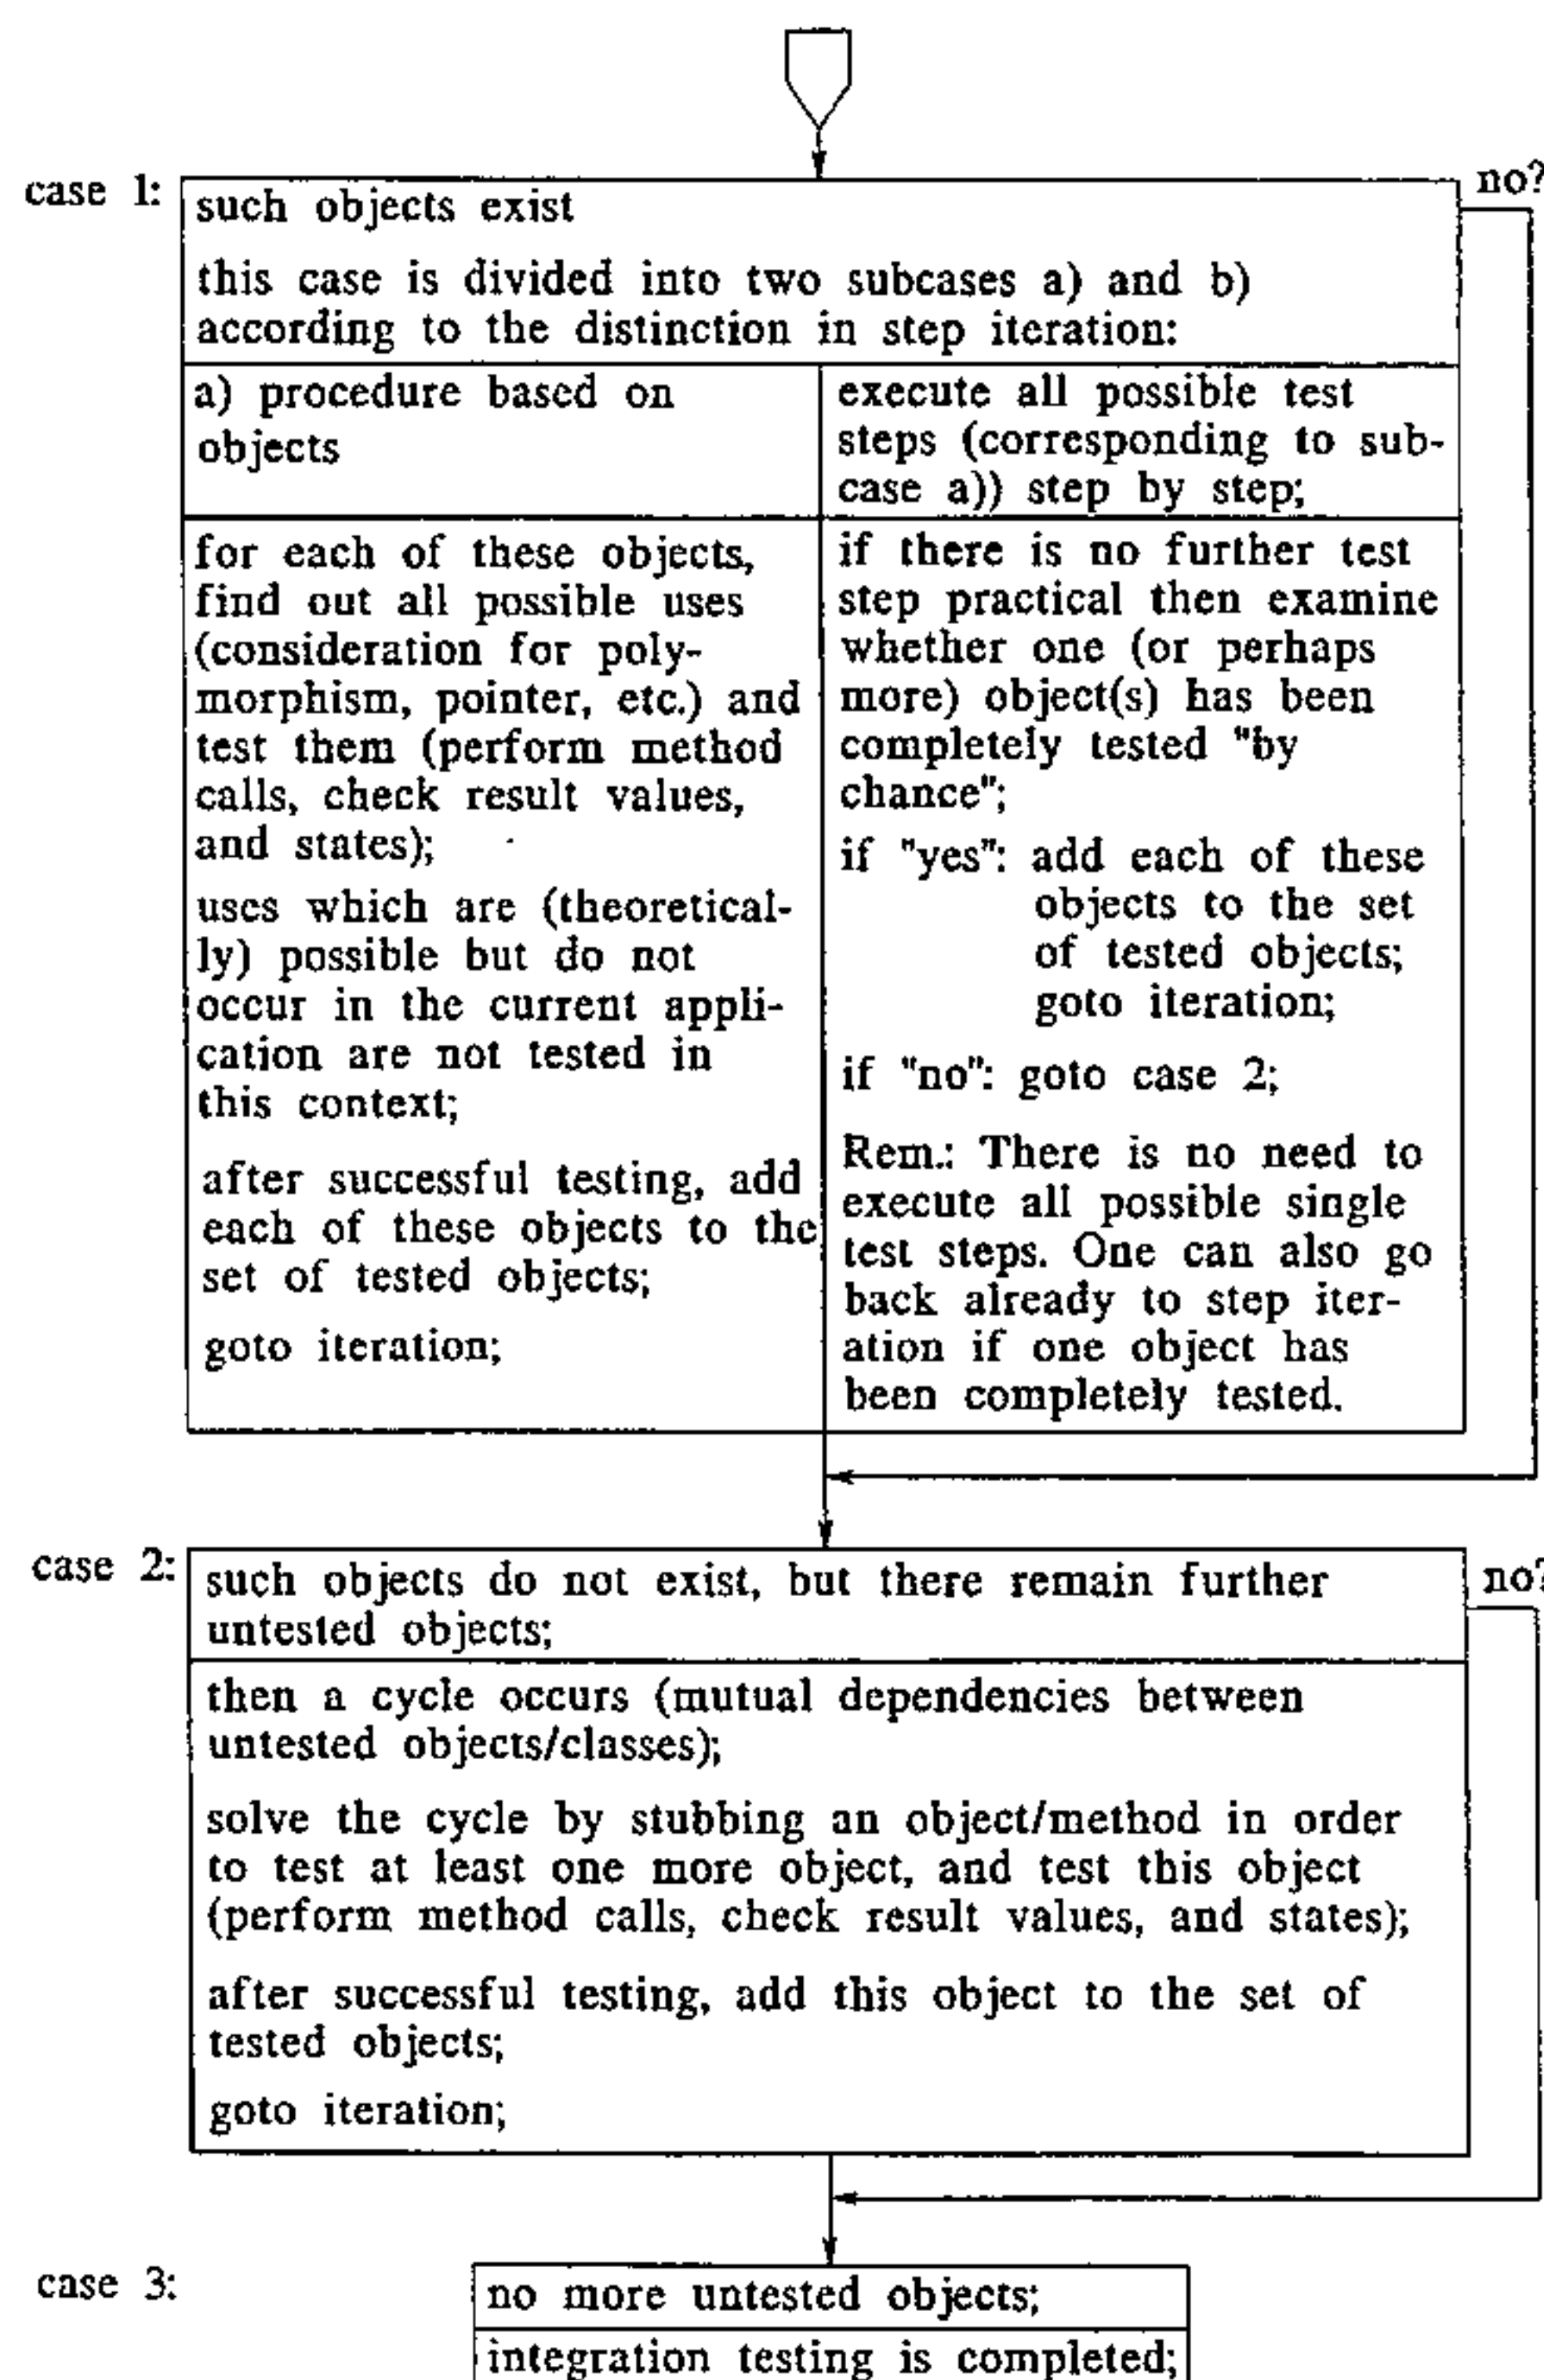 case 1:
no?
such objects exist
this case is divided into two subcases a) and b)
according to the distinction in step iteration:
a) procedure based on
objects
execute all possible test
steps (corresponding to sub-
case a)) step by step;
for each of these objects,
find out all possible uses
(consideration for poly-
morphism, pointer, etc.) and
test them (perform method
calls, check result values,
and states);
uses which are (theoretical-
ly) possible but do not
occur in the current appli-
cation are not tested in
this context;
after successful testing, add
each of these objects to the
set of tested objects;
goto iteration;
if there is no further test
step practical then examine
whether one (or perhaps
more) object(s) has been
completely tested "by
chance";
if "yes": add each of these
objects to the set
of tested objects;
goto iteration;
if "no": goto case 2;
Rem.: There is no need to
execute all possible single
test steps. One can also go
back already to step iter-
ation if one object has
been completely tested.
case 2:
no?
such objects do not exist, but there remain further
untested objects;
then a cycle occurs (mutual dependencies between
untested objects/classes);
solve the cycle by stubbing an object/method in order
to test at least one more object, and test this object
(perform method calls, check result values, and states);
after successful testing, add this object to the set of
tested objects;
goto iteration;
case 3:
no more untested objects;
integration testing is completed;